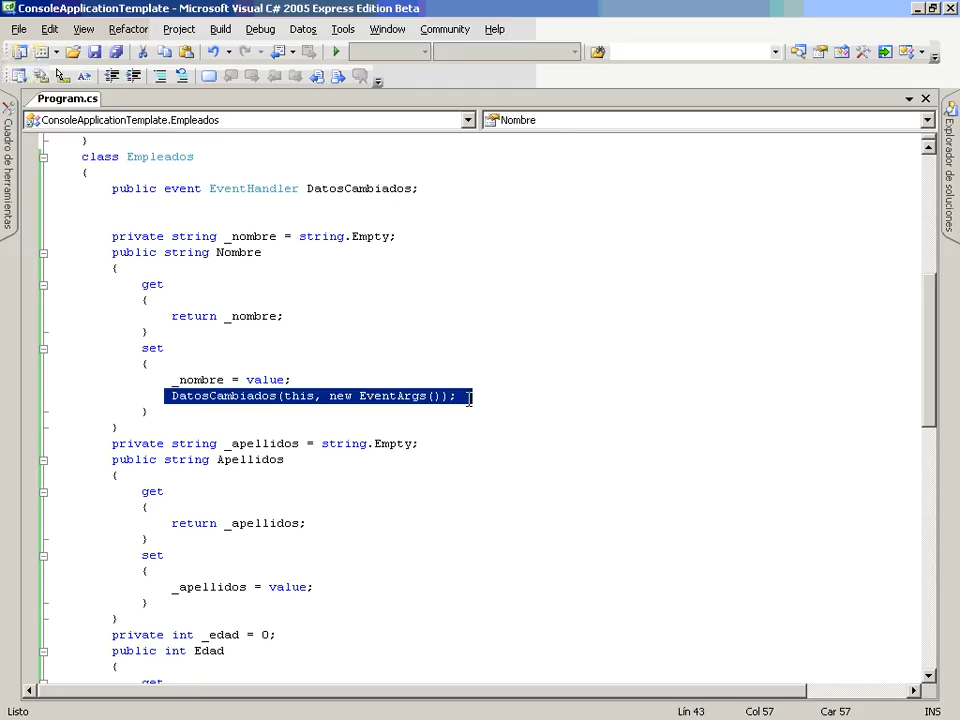 ConsoleApplicationTemplate - Microsoft Visual C# 2005 Express Edition Beta
File Edit View Refactor Project Build Debug Datos Tools Window Community Help
Program.cs
ConsoleApplicationTemplate.Empleados
Nombre
Cuadro de herramientas
Explorador de soluciones
}
class Empleados
{
public event EventHandler DatosCambiados;
private string _nombre = string.Empty;
public string Nombre
{
get
{
return _nombre;
}
set
{
_nombre = value;
DatosCambiados(this, new EventArgs());
}
}
private string _apellidos = string.Empty;
public string Apellidos
{
get
{
return _apellidos;
}
set
{
_apellidos = value;
}
}
private int _edad = 0;
public int Edad
{
get
Listo
Lín 43 Col 57 Car 57 INS